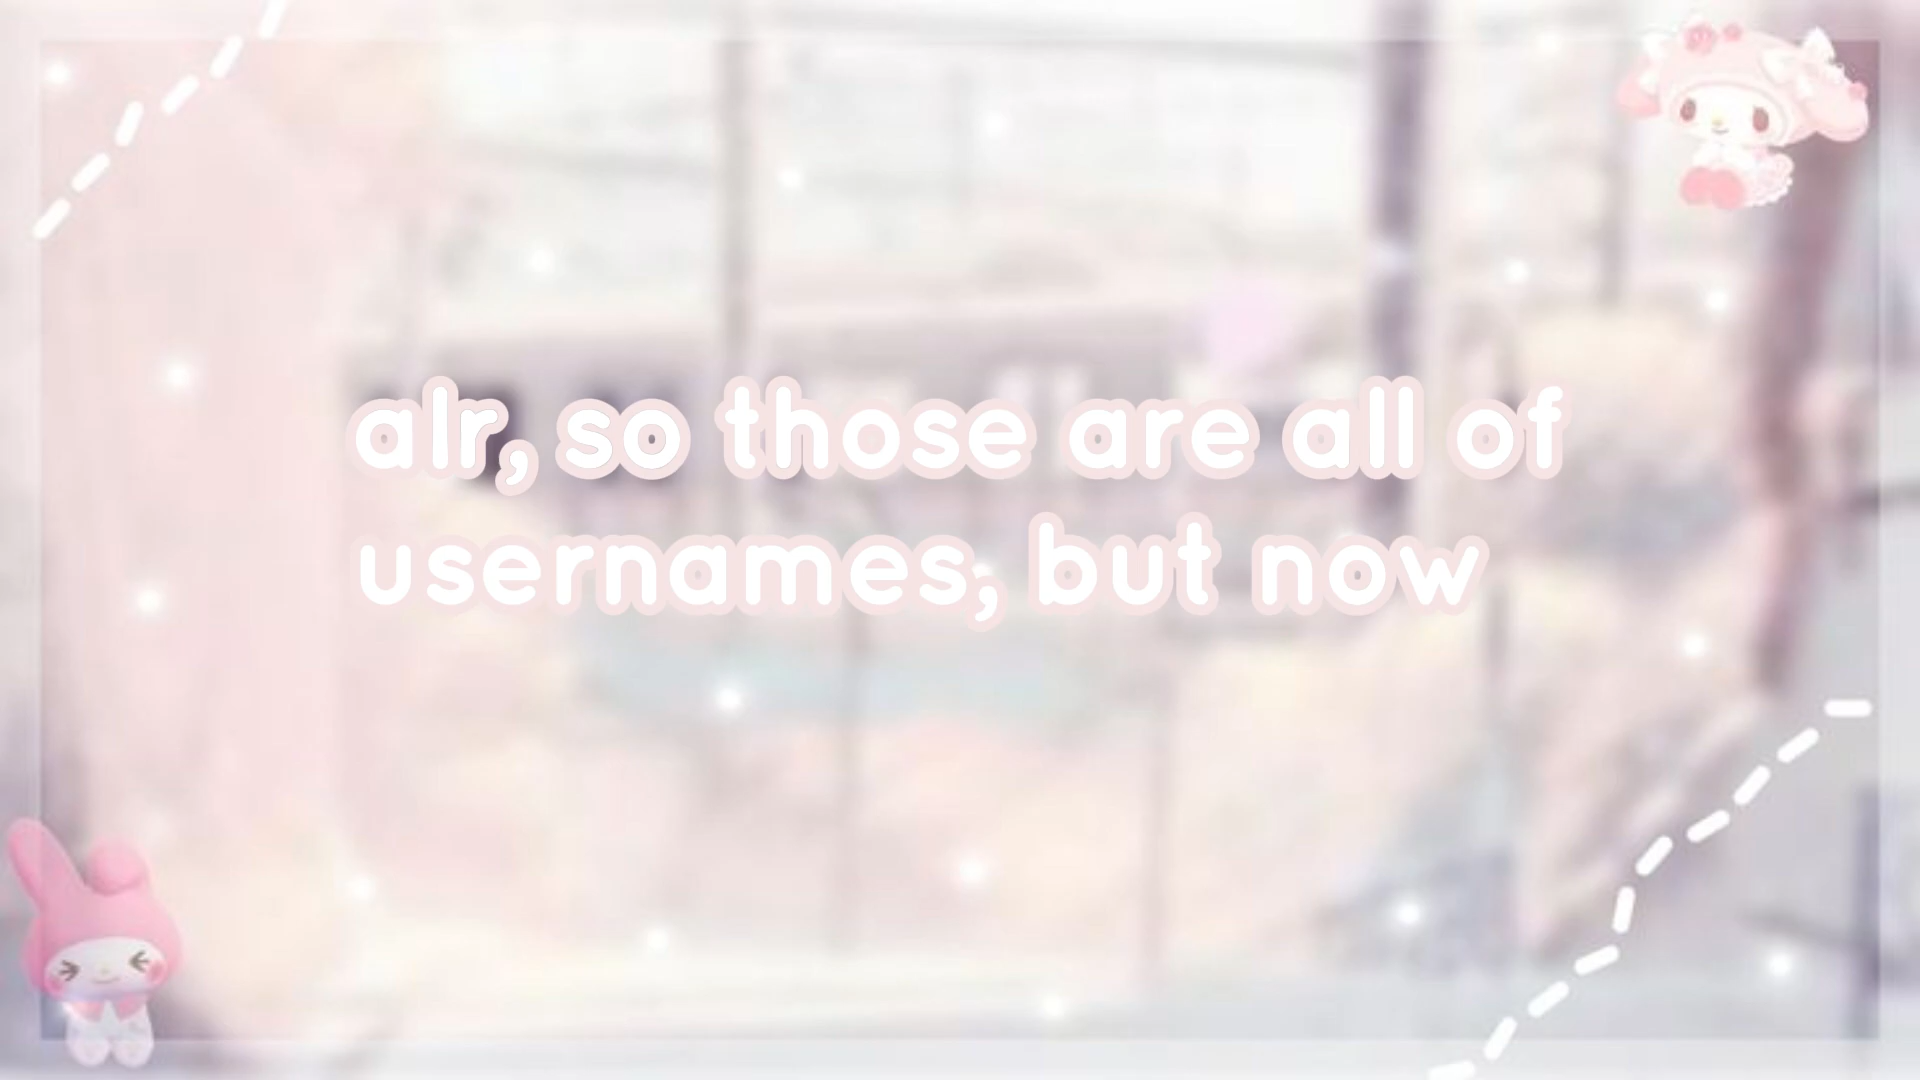 alr, so those are all of
usernames, but now